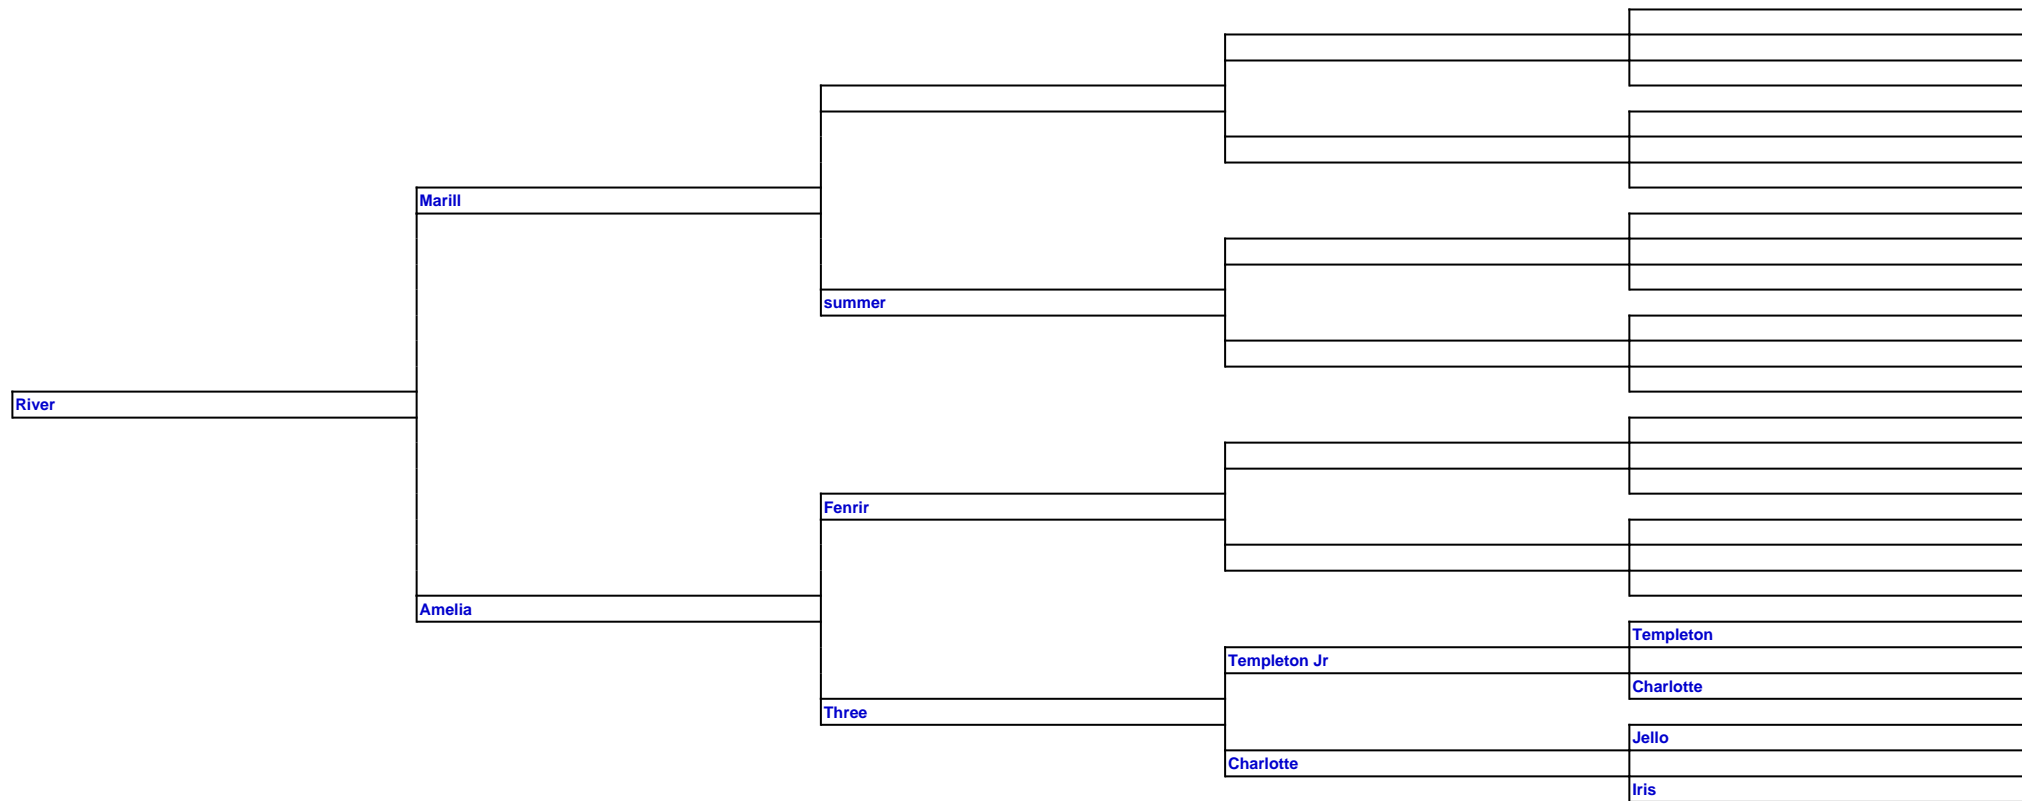 Marill
summer
River
Fenrir
Amelia
Templeton
Templeton Jr
Charlotte
Three
Jello
Charlotte
Iris